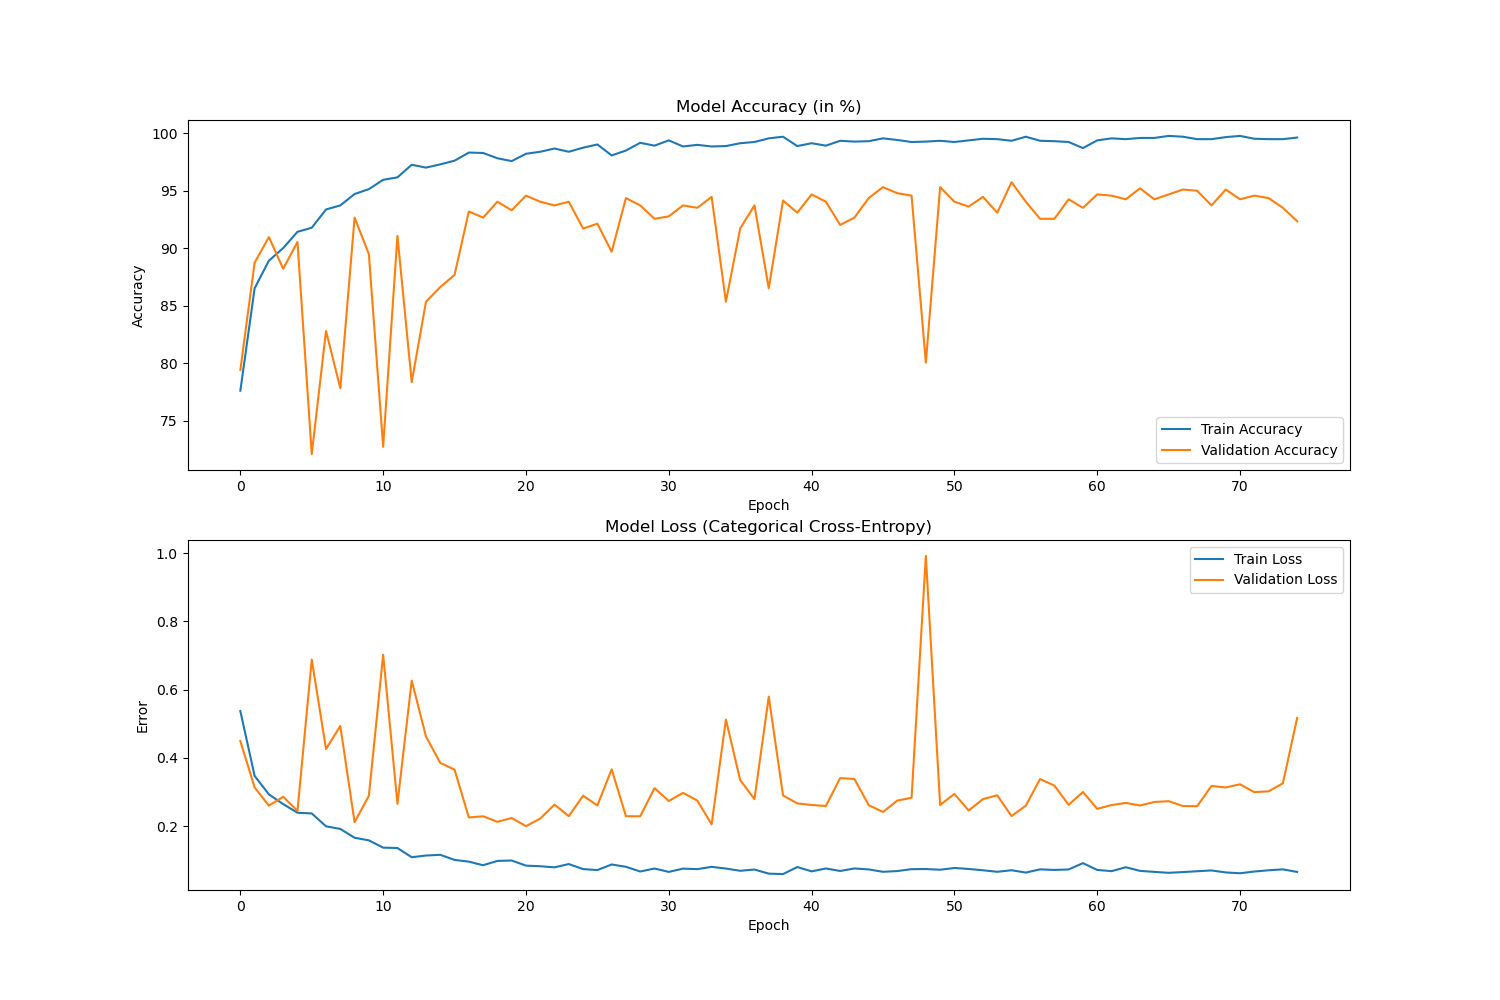 Model Accuracy (in %)
100
95
90
85
80
75
Accuracy
Train Accuracy
Validation Accuracy
0 10 20 30 40 50 60 70
Epoch
Model Loss (Categorical Cross-Entropy)
1.0
0.8
0.6
0.4
0.2
Error
Train Loss
Validation Loss
0 10 20 30 40 50 60 70
Epoch